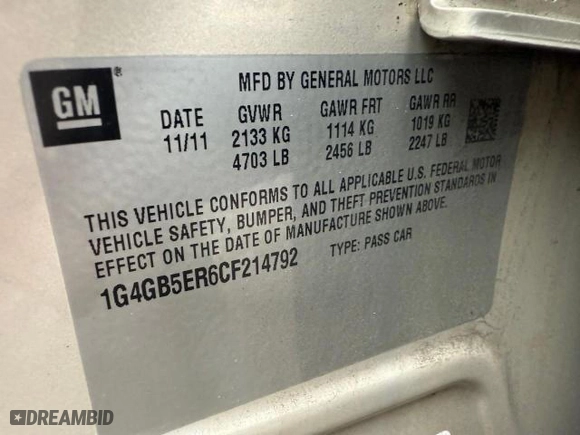 GM ®
MFD BY GENERAL MOTORS LLC
DATE GVWR GAWR FRT GAWR RR
11/11 2133 KG 1114 KG 1019 KG
4703 LB 2456 LB 2247 LB
THIS VEHICLE CONFORMS TO ALL APPLICABLE U.S. FEDERAL MOTOR
VEHICLE SAFETY, BUMPER, AND THEFT PREVENTION STANDARDS IN
EFFECT ON THE DATE OF MANUFACTURE SHOWN ABOVE.
1G4GB5ER6CF214792 TYPE: PASS CAR
DREAMBID